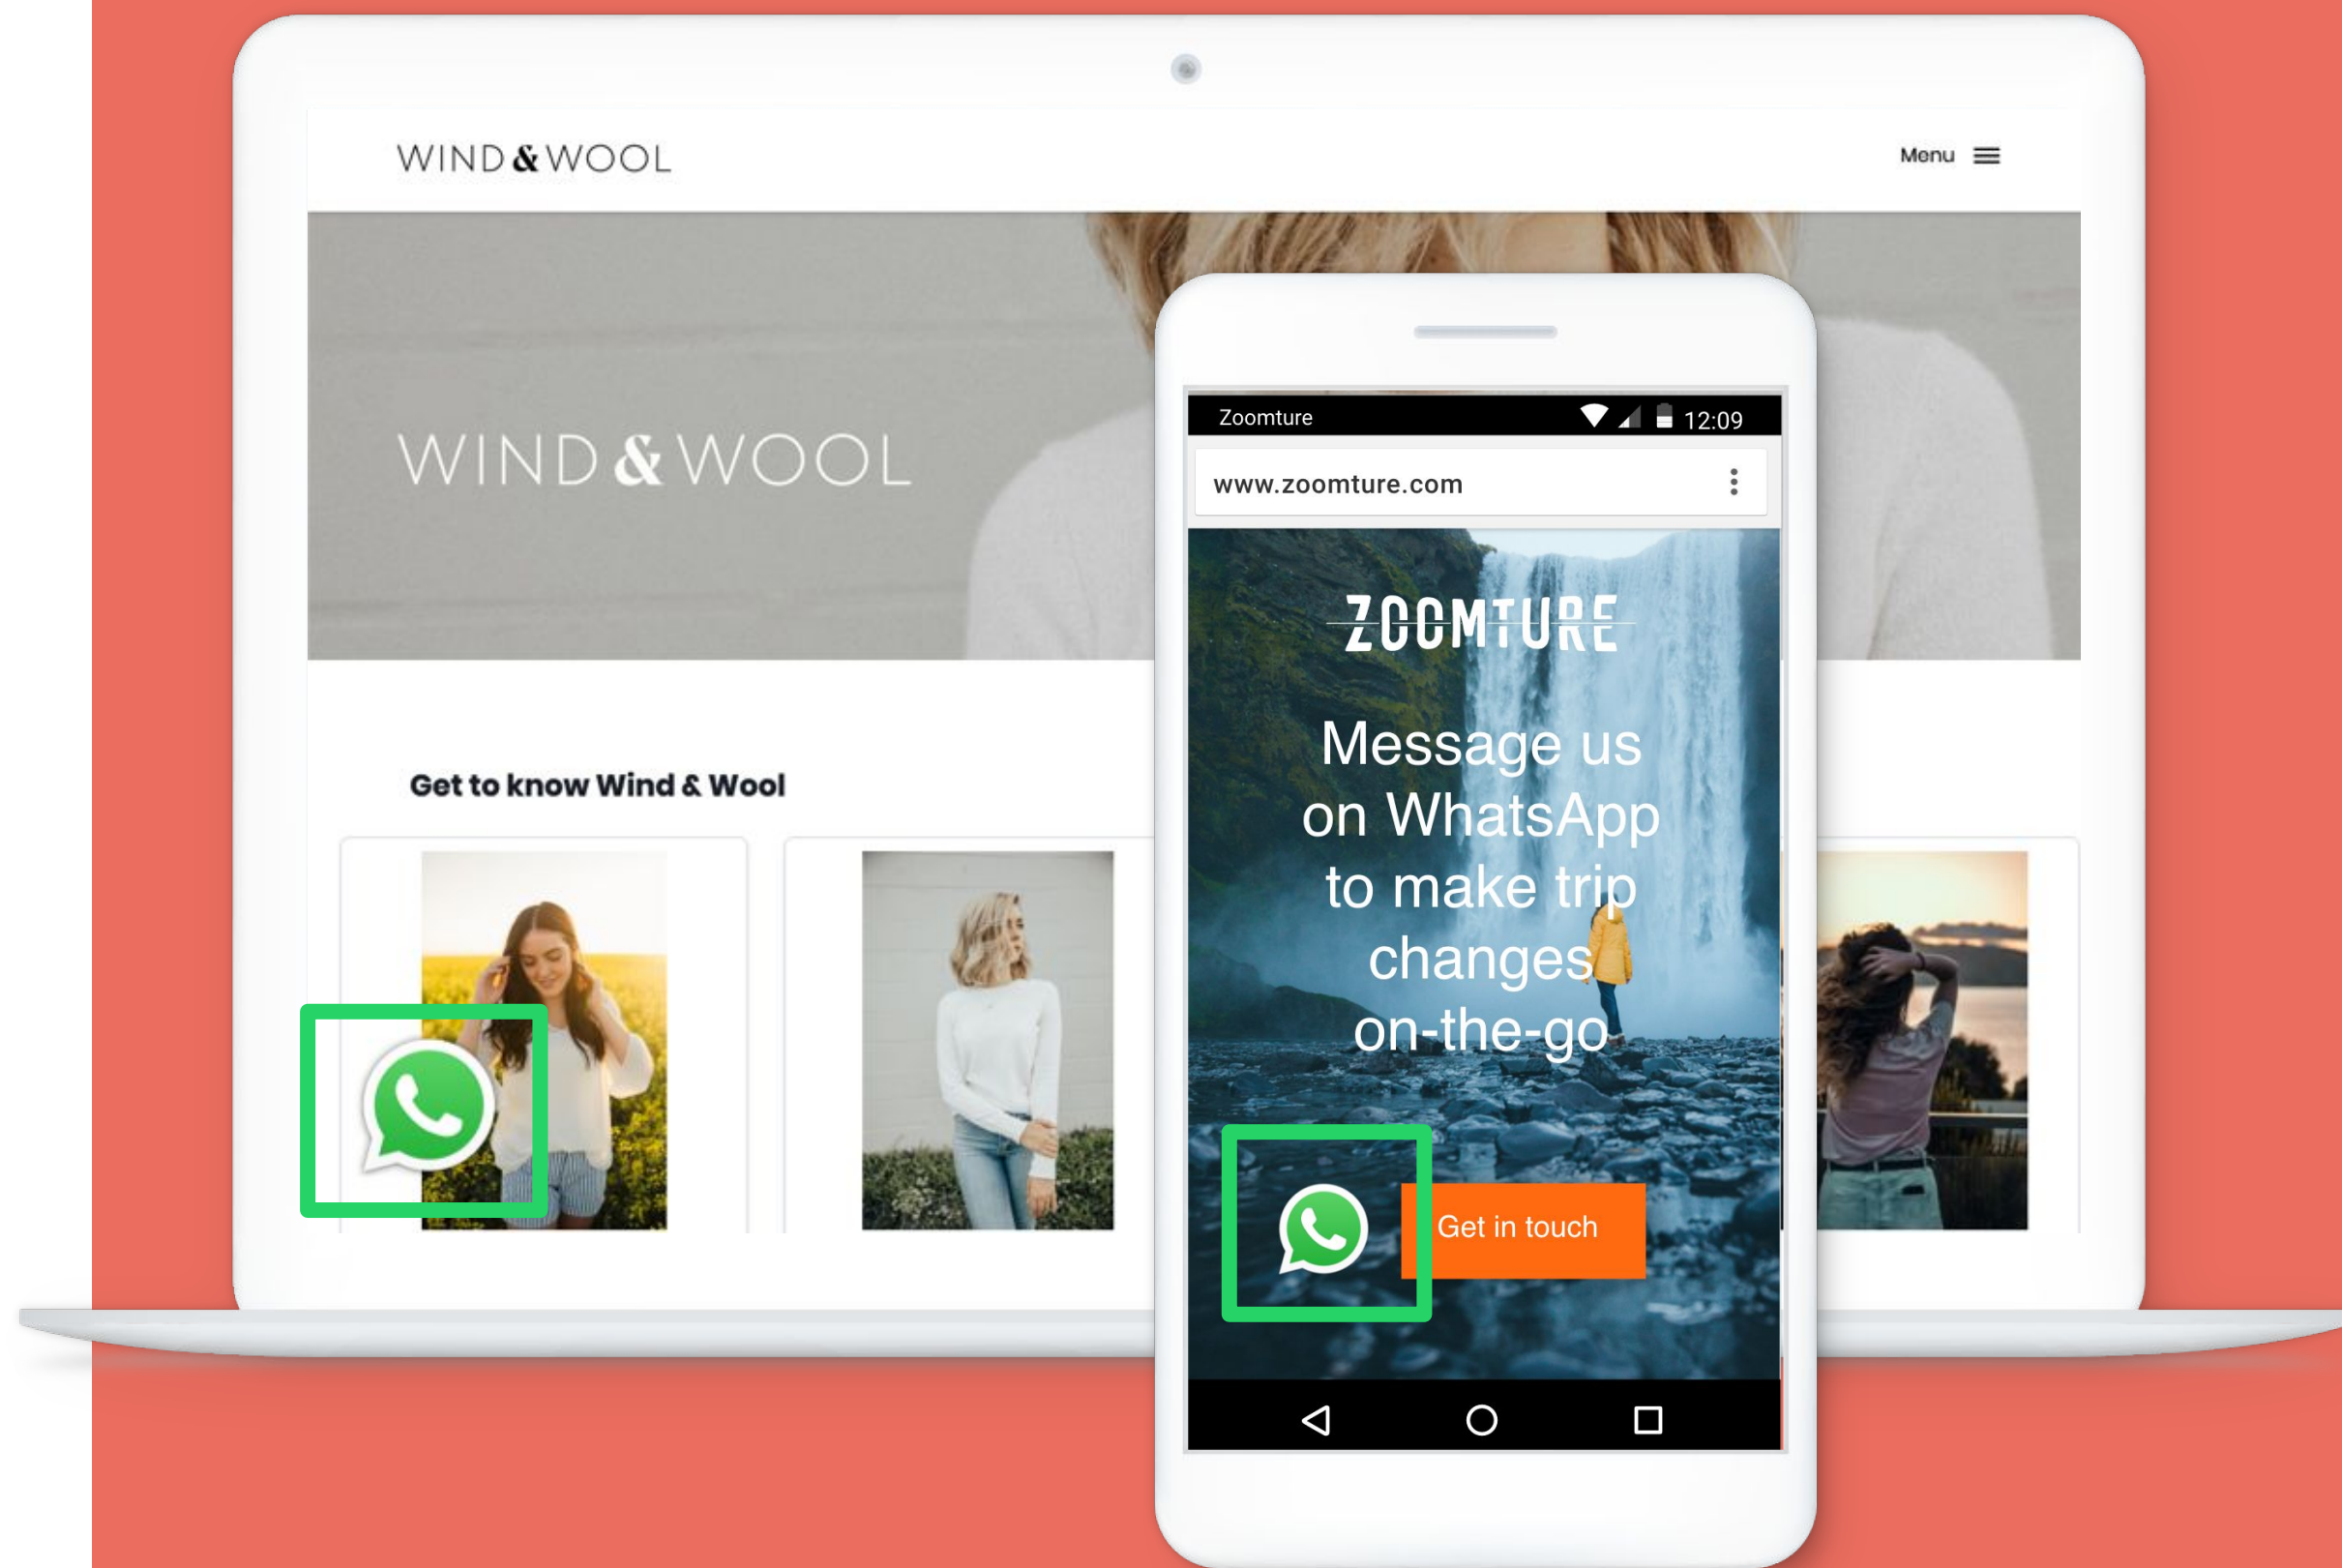 WIND & WOOL
Menu
WIND & WOOL
Get to know Wind & Wool
Zoomture
12:09
www.zoomture.com
ZOOMTURE
Message us
on WhatsApp
to make trip
changes
on-the-go
Get in touch